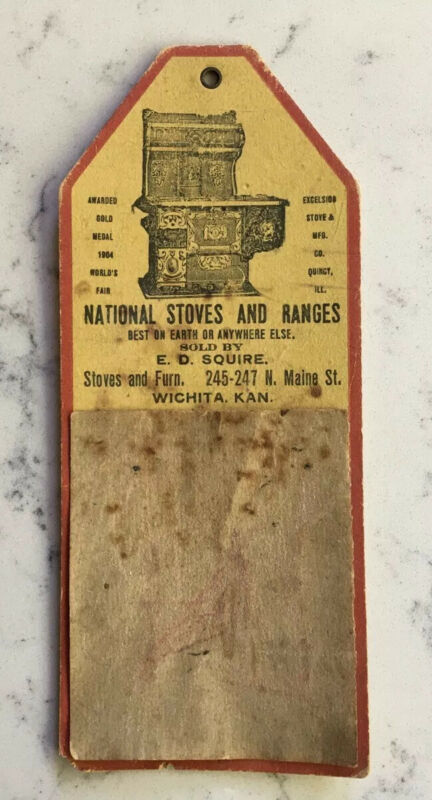 AWARDED
GOLD
MEDAL
1904
WORLD'S
FAIR
EXCELSIOR
STOVE &
MFG.
CO.
QUINCY,
ILL.
NATIONAL STOVES AND RANGES
BEST ON EARTH OR ANYWHERE ELSE.
SOLD BY
E. D. SQUIRE.
Stoves and Furn. 245-247 N. Maine St.
WICHITA. KAN.